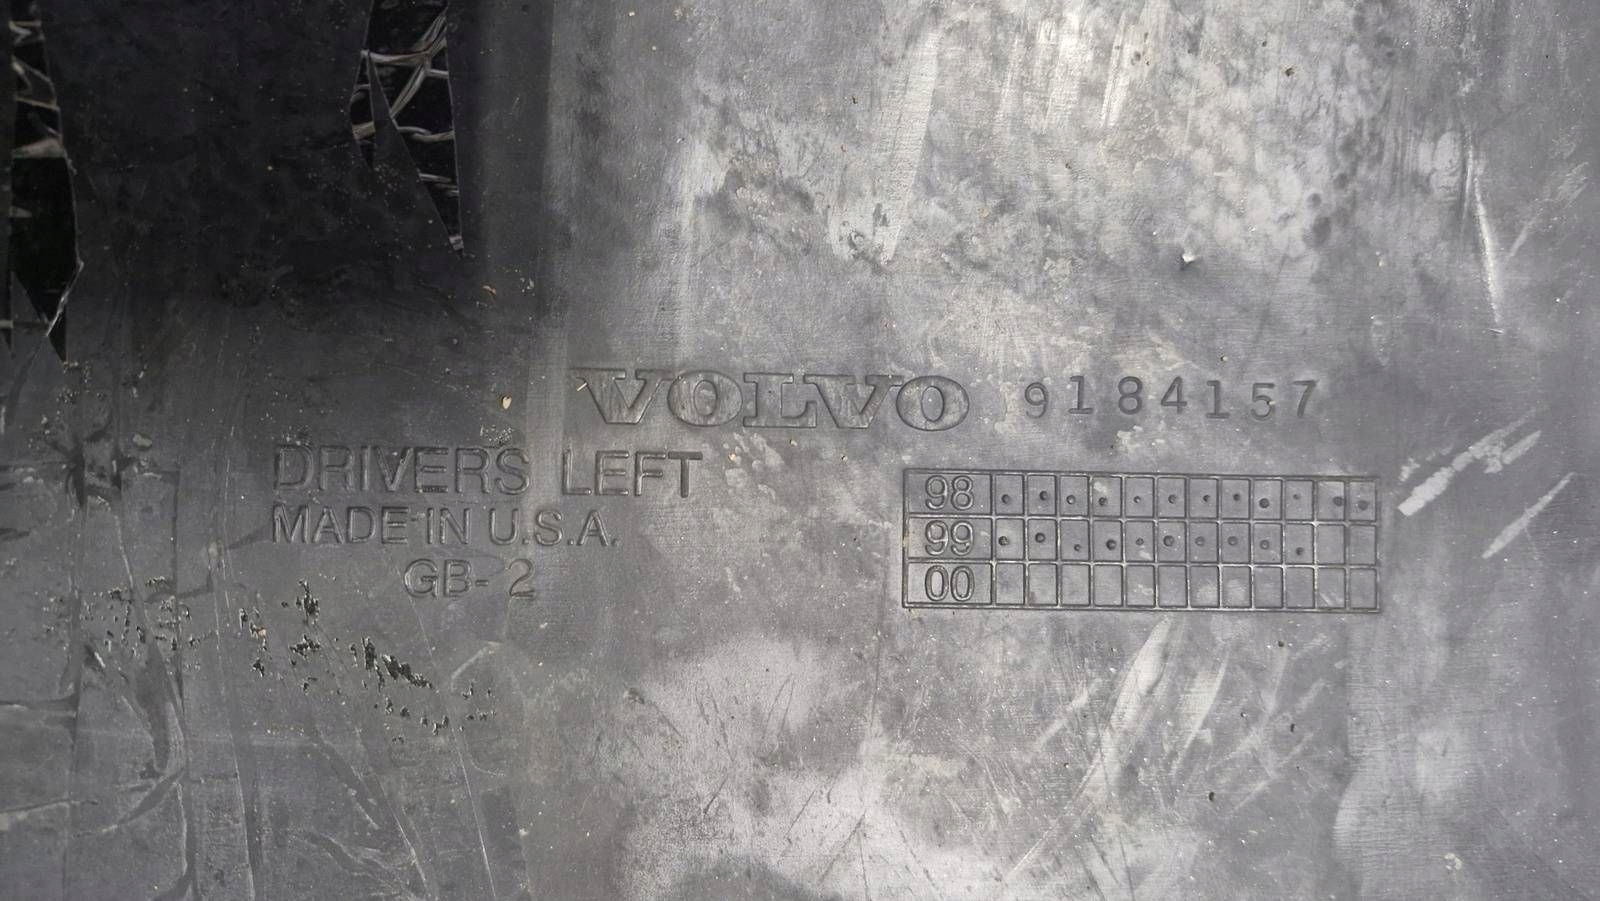 VOLVO 9184157
DRIVERS LEFT
MADE IN U.S.A.
GB-2
98
99
00